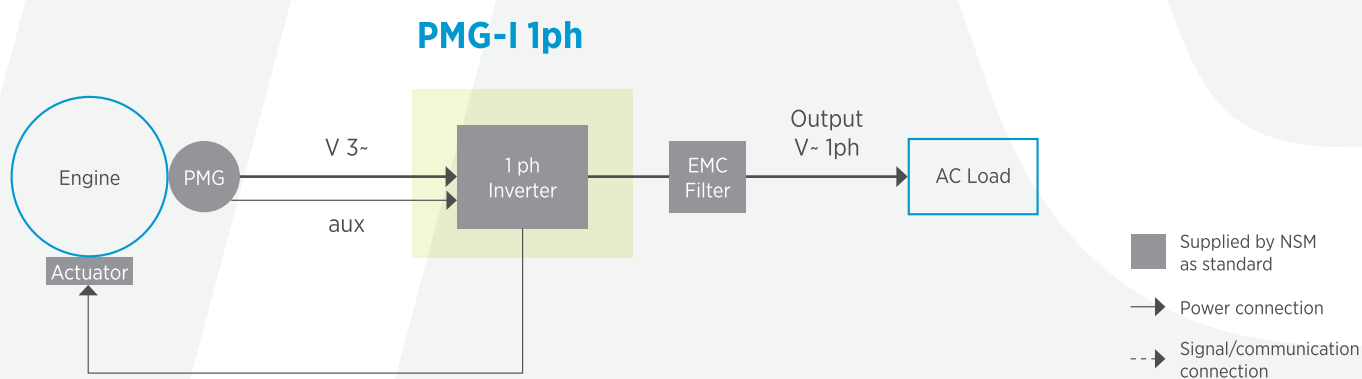 PMG-I 1ph
Engine
PMG
Actuator
V 3~
aux
1 ph
Inverter
EMC
Filter
Output
V~ 1ph
AC Load
Supplied by NSM
as standard
Power connection
Signal/communication
connection